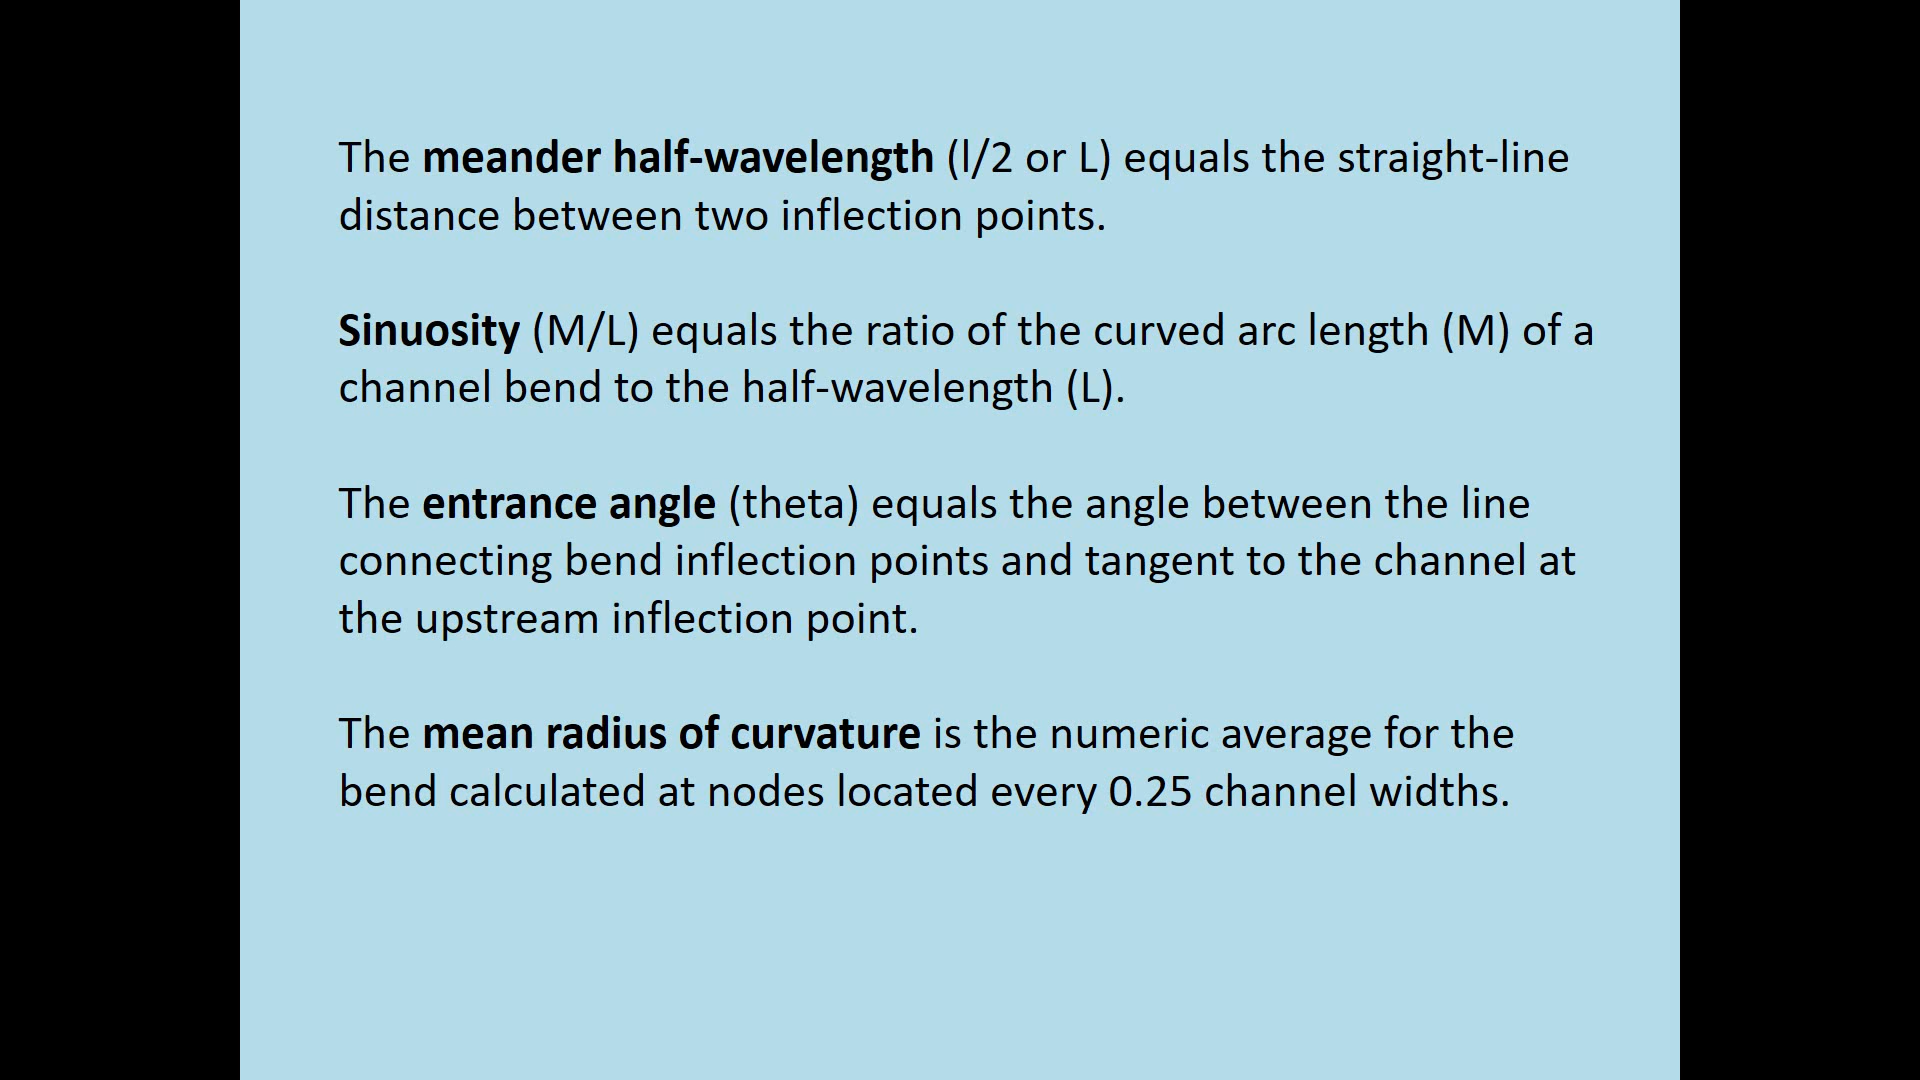 The meander half-wavelength (l/2 or L) equals the straight-line
distance between two inflection points.
Sinuosity (M/L) equals the ratio of the curved arc length (M) of a
channel bend to the half-wavelength (L).
The entrance angle (theta) equals the angle between the line
connecting bend inflection points and tangent to the channel at
the upstream inflection point.
The mean radius of curvature is the numeric average for the
bend calculated at nodes located every 0.25 channel widths.